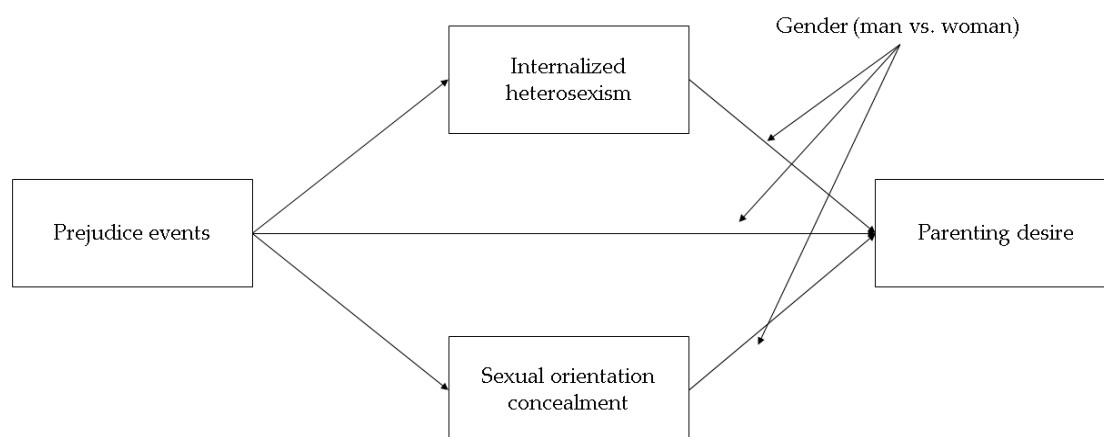 Gender (man vs. woman)
Internalized
heterosexism
Prejudice events
Parenting desire
Sexual orientation
concealment